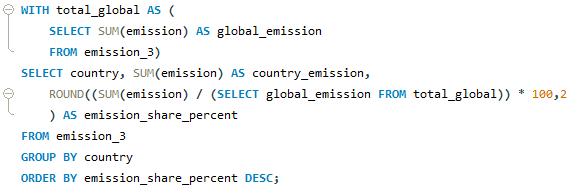 WITH total_global AS (
SELECT SUM(emission) AS global_emission
FROM emission_3)
SELECT country, SUM(emission) AS country_emission,
ROUND((SUM(emission) / (SELECT global_emission FROM total_global)) * 100,2
) AS emission_share_percent
FROM emission_3
GROUP BY country
ORDER BY emission_share_percent DESC;